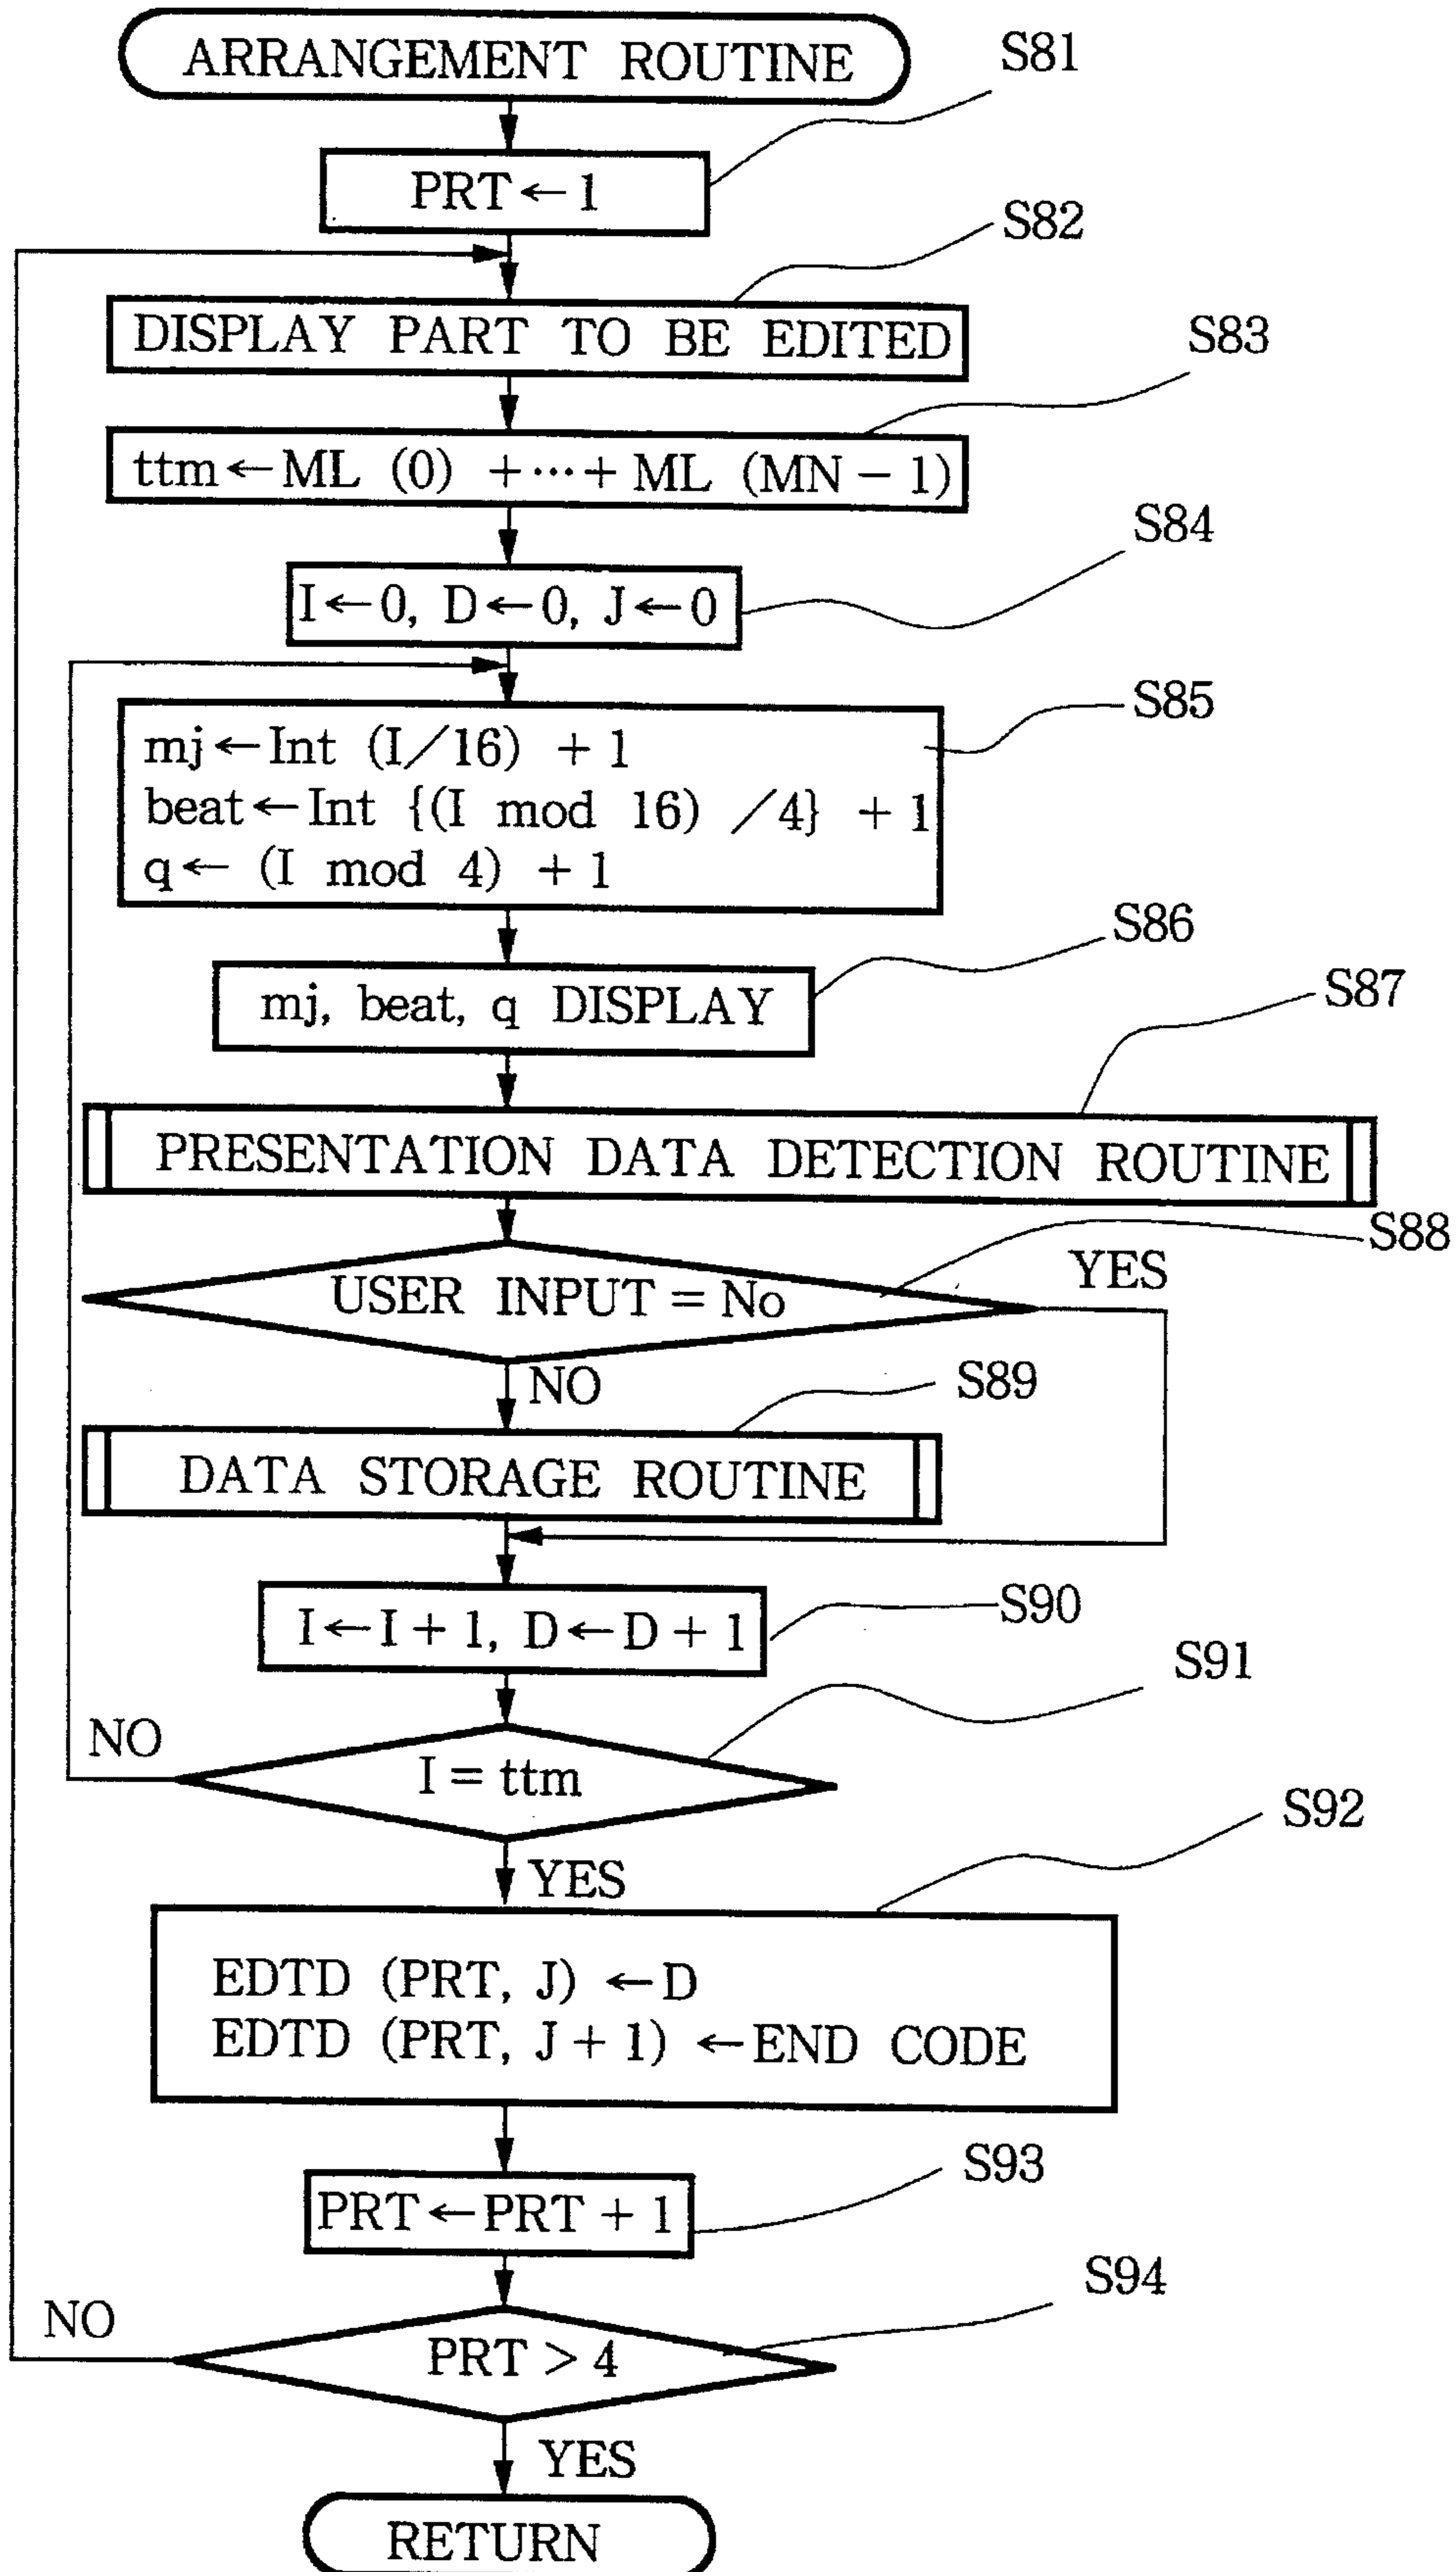 ARRANGEMENT ROUTINE
S81
PRT ← 1
S82
DISPLAY PART TO BE EDITED
S83
ttm ← ML (0) + ⋯ + ML (MN − 1)
S84
I ← 0, D ← 0, J ← 0
S85
mj ← Int (I/16) + 1
beat ← Int {(I mod 16) /4} + 1
q ← (I mod 4) + 1
S86
mj, beat, q DISPLAY
S87
PRESENTATION DATA DETECTION ROUTINE
S88
YES
USER INPUT = No
NO
S89
DATA STORAGE ROUTINE
S90
I ← I + 1, D ← D + 1
S91
NO
I = ttm
S92
YES
EDTD (PRT, J) ← D
EDTD (PRT, J + 1) ← END CODE
S93
PRT ← PRT + 1
S94
NO
PRT > 4
YES
RETURN